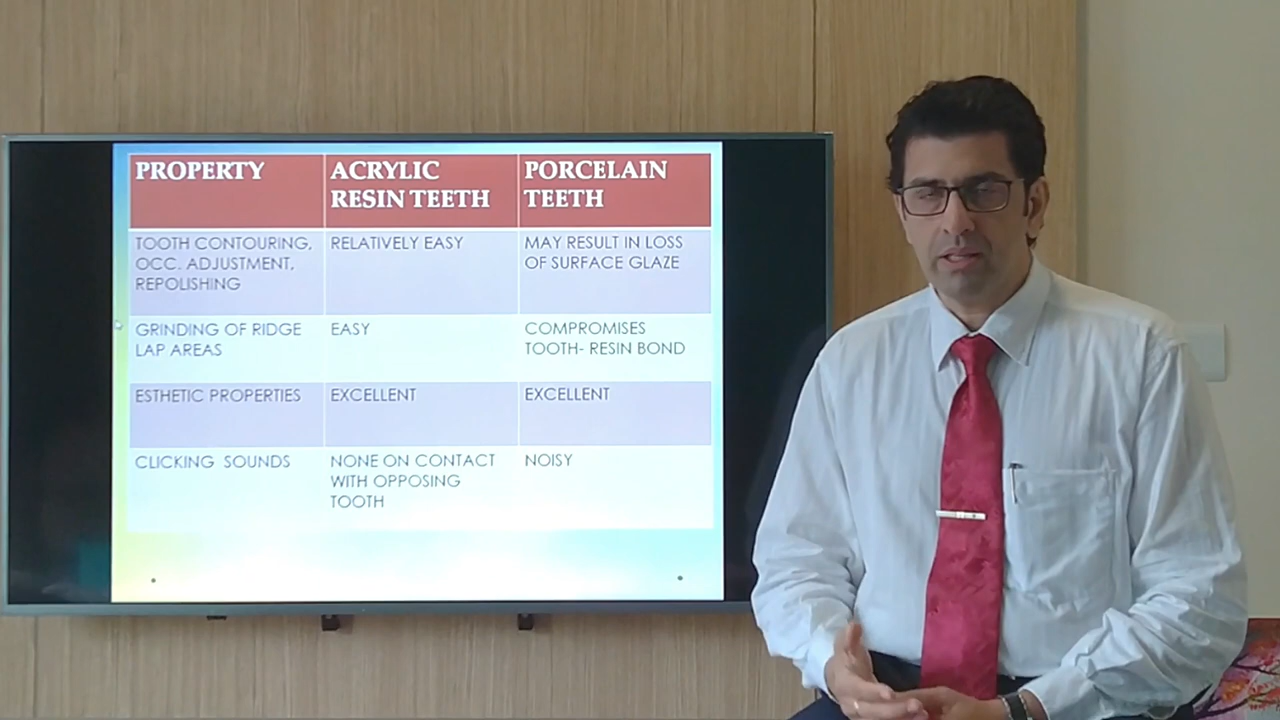 PROPERTY
ACRYLIC
RESIN TEETH
PORCELAIN
TEETH
TOOTH CONTOURING,
OCC. ADJUSTMENT,
REPOLISHING
RELATIVELY EASY
MAY RESULT IN LOSS
OF SURFACE GLAZE
GRINDING OF RIDGE
LAP AREAS
EASY
COMPROMISES
TOOTH- RESIN BOND
ESTHETIC PROPERTIES
EXCELLENT
EXCELLENT
CLICKING SOUNDS
NONE ON CONTACT
WITH OPPOSING
TOOTH
NOISY